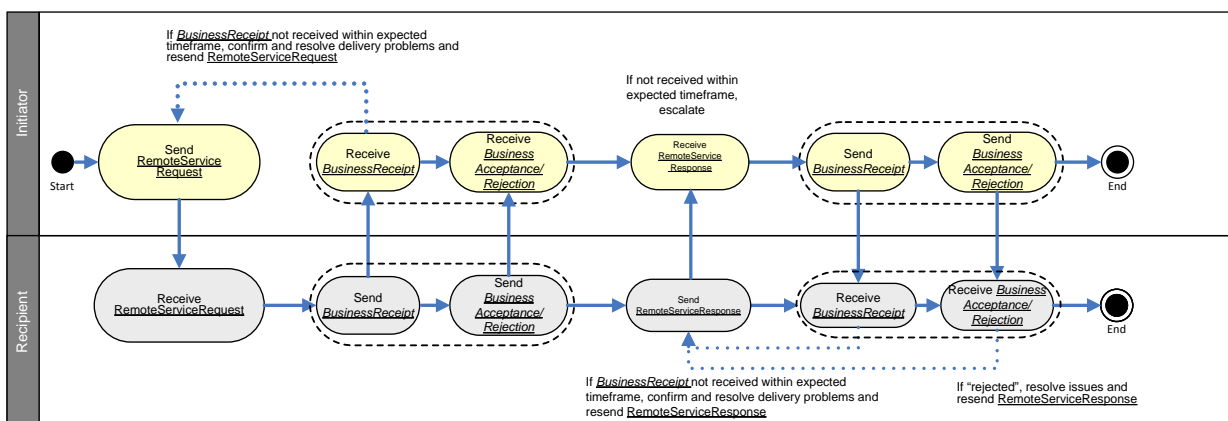 Initiator
If BusinessReceipt not received within expected
timeframe, confirm and resolve delivery problems and
resend RemoteServiceRequest
If not received within
expected timeframe,
escalate
Start
Send
RemoteService
Request
Receive
BusinessReceipt
Receive
Business
Acceptance/
Rejection
Receive
RemoteService
Response
Send
BusinessReceipt
Send
Business
Acceptance/
Rejection
End
Recipient
Receive
RemoteServiceRequest
Send
BusinessReceipt
Send
Business
Acceptance/
Rejection
Send
RemoteServiceResponse
Receive
BusinessReceipt
Receive Business
Acceptance/
Rejection
End
If BusinessReceipt not received within expected
timeframe, confirm and resolve delivery problems and
resend RemoteServiceResponse
If “rejected”, resolve issues and
resend RemoteServiceResponse